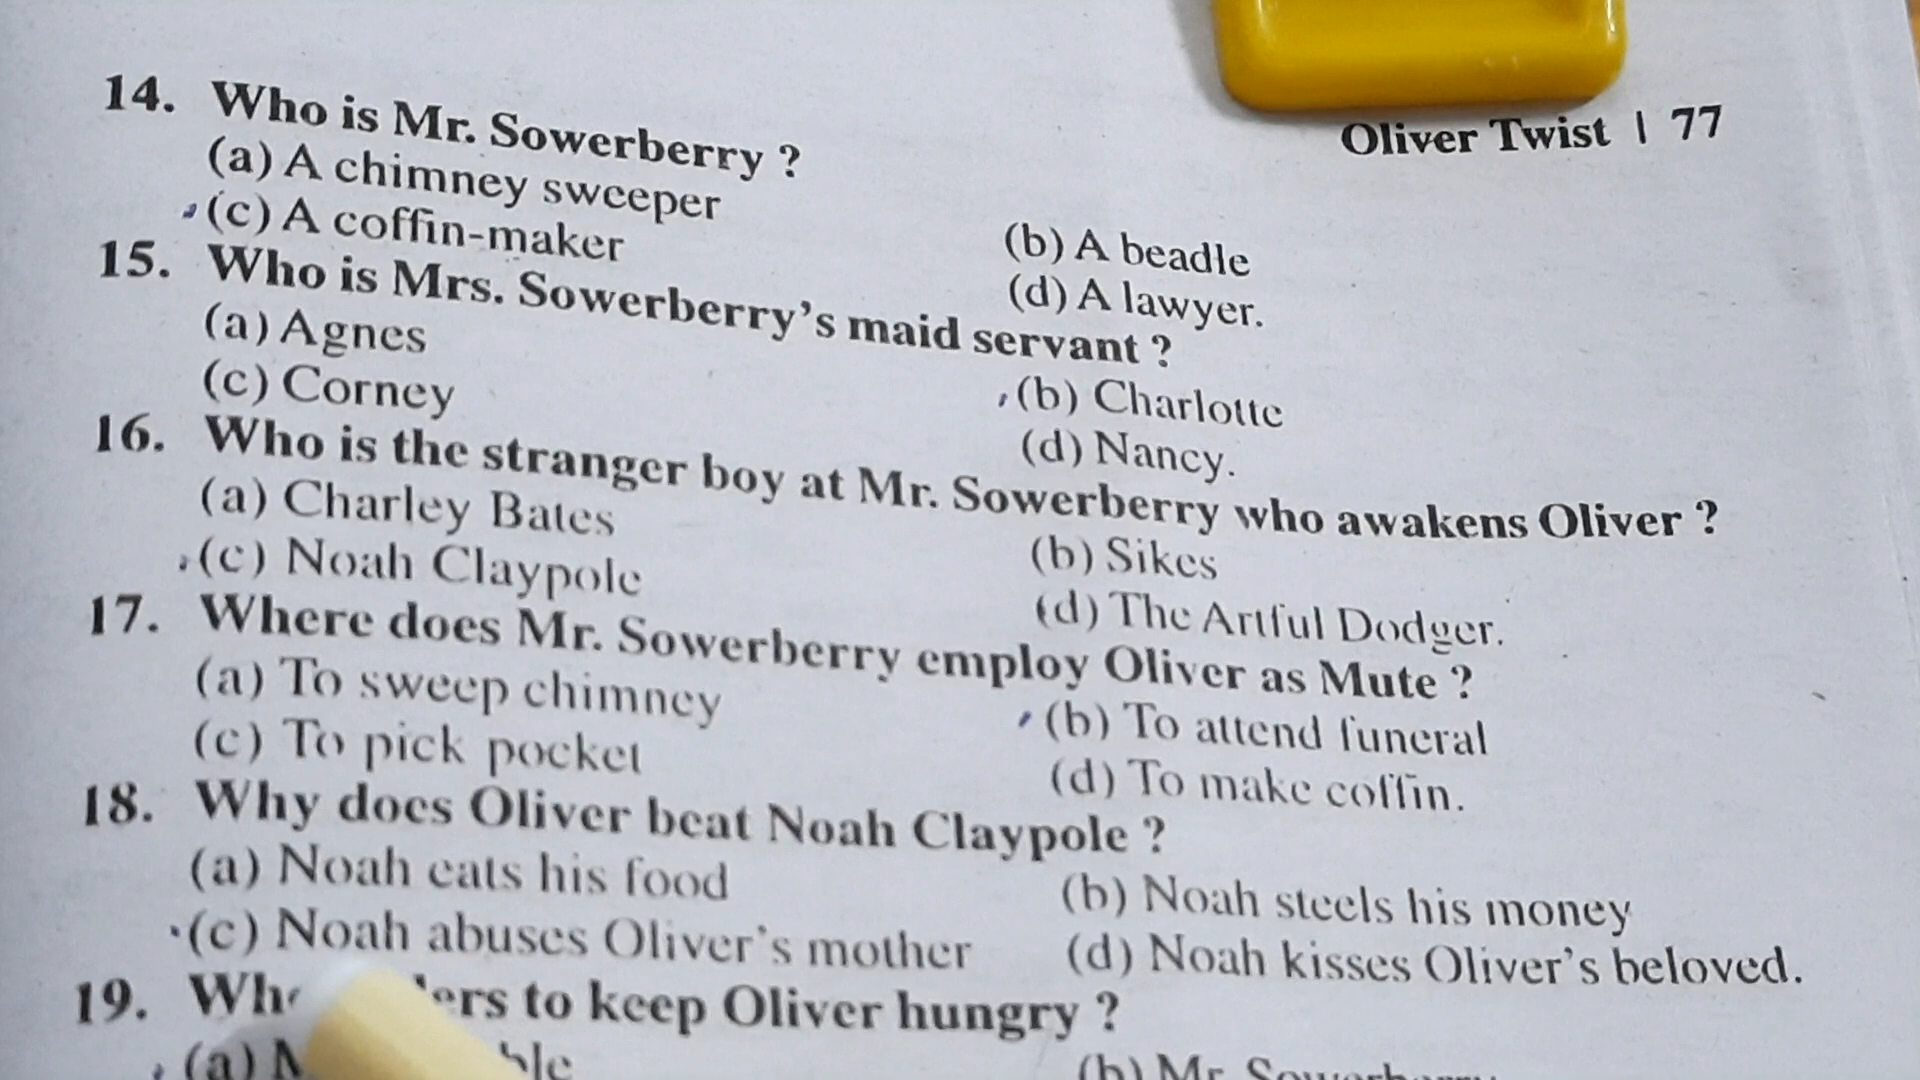 Oliver Twist | 77
14. Who is Mr. Sowerberry ?
(a) A chimney sweeper (b) A beadle
(c) A coffin-maker (d) A lawyer.
15. Who is Mrs. Sowerberry's maid servant ?
(a) Agnes (b) Charlotte
(c) Corney (d) Nancy.
16. Who is the stranger boy at Mr. Sowerberry who awakens Oliver ?
(a) Charley Bates (b) Sikes
(c) Noah Claypole (d) The Artful Dodger.
17. Where does Mr. Sowerberry employ Oliver as Mute ?
(a) To sweep chimney (b) To attend funeral
(c) To pick pocket (d) To make coffin.
18. Why does Oliver beat Noah Claypole ?
(a) Noah eats his food (b) Noah steels his money
(c) Noah abuses Oliver's mother (d) Noah kisses Oliver's beloved.
19. to keep Oliver hungry ?
(a) (b) Mr. Sowerberry